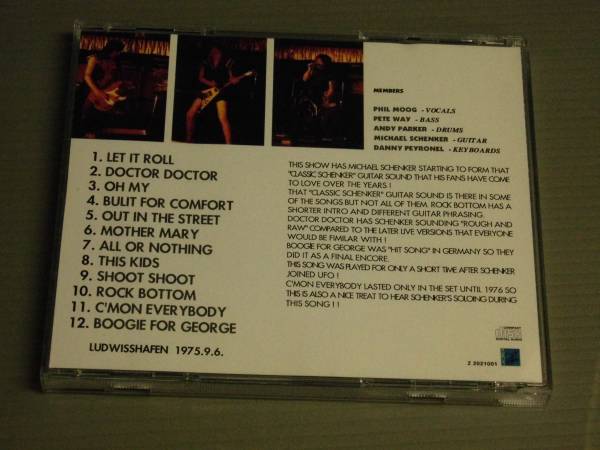 MEMBERS
PHIL MOOG - VOCALS
PETE WAY - BASS
ANDY PARKER - DRUMS
MICHAEL SCHENKER - GUITAR
DANNY PEYRONEL - KEYBOARDS
1. LET IT ROLL
2. DOCTOR DOCTOR
3. OH MY
4. BULIT FOR COMFORT
5. OUT IN THE STREET
6. MOTHER MARY
7. ALL OR NOTHING
8. THIS KIDS
9. SHOOT SHOOT
10. ROCK BOTTOM
11. C'MON EVERYBODY
12. BOOGIE FOR GEORGE
LUDWISSHAFEN 1975.9.6.
THIS SHOW HAS MICHAEL SCHENKER STARTING TO FORM THAT
"CLASSIC SCHENKER" GUITAR SOUND THAT HIS FANS HAVE COME
TO LOVE OVER THE YEARS !
THAT "CLASSIC SCHENKER" GUITAR SOUND IS THERE IN SOME
OF THE SONGS BUT NOT ALL OF THEM. ROCK BOTTOM HAS A
SHORTER INTRO AND DIFFERENT GUITAR PHRASING.
DOCTOR DOCTOR HAS SCHENKER SOUNDING "ROUGH AND
RAW" COMPARED TO THE LATER LIVE VERSIONS THAT EVERYONE
WOULD BE FIMILAR WITH !
BOOGIE FOR GEORGE WAS "HIT SONG" IN GERMANY SO THEY
DID IT AS A FINAL ENCORE.
THIS SONG WAS PLAYED FOR ONLY A SHORT TIME AFTER SCHENKER
JOINED UFO !
C'MON EVERYBODY LASTED ONLY IN THE SET UNTIL 1976 SO
THIS IS ALSO A NICE TREAT TO HEAR SCHENKER'S SOLOING DURING
THIS SONG ! !
COMPACT
disc
DIGITAL AUDIO
Z 2021001